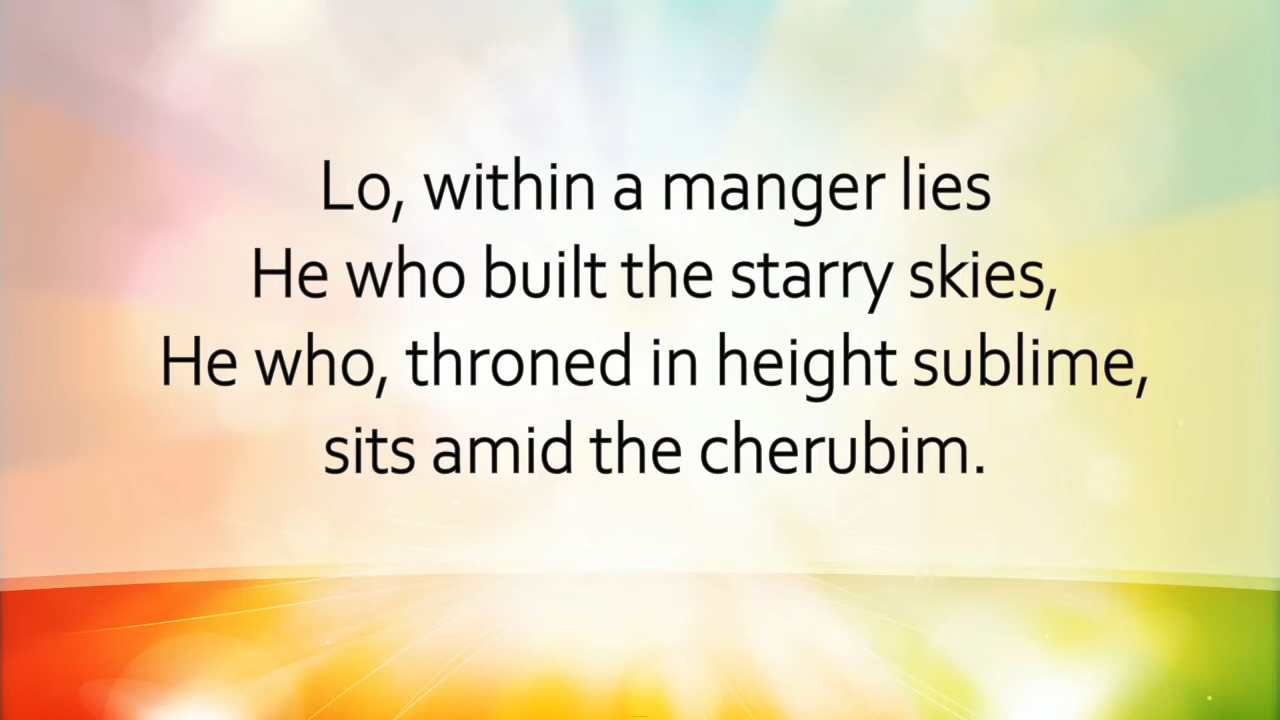 Lo, within a manger lies
He who built the starry skies,
He who, throned in height sublime,
sits amid the cherubim.